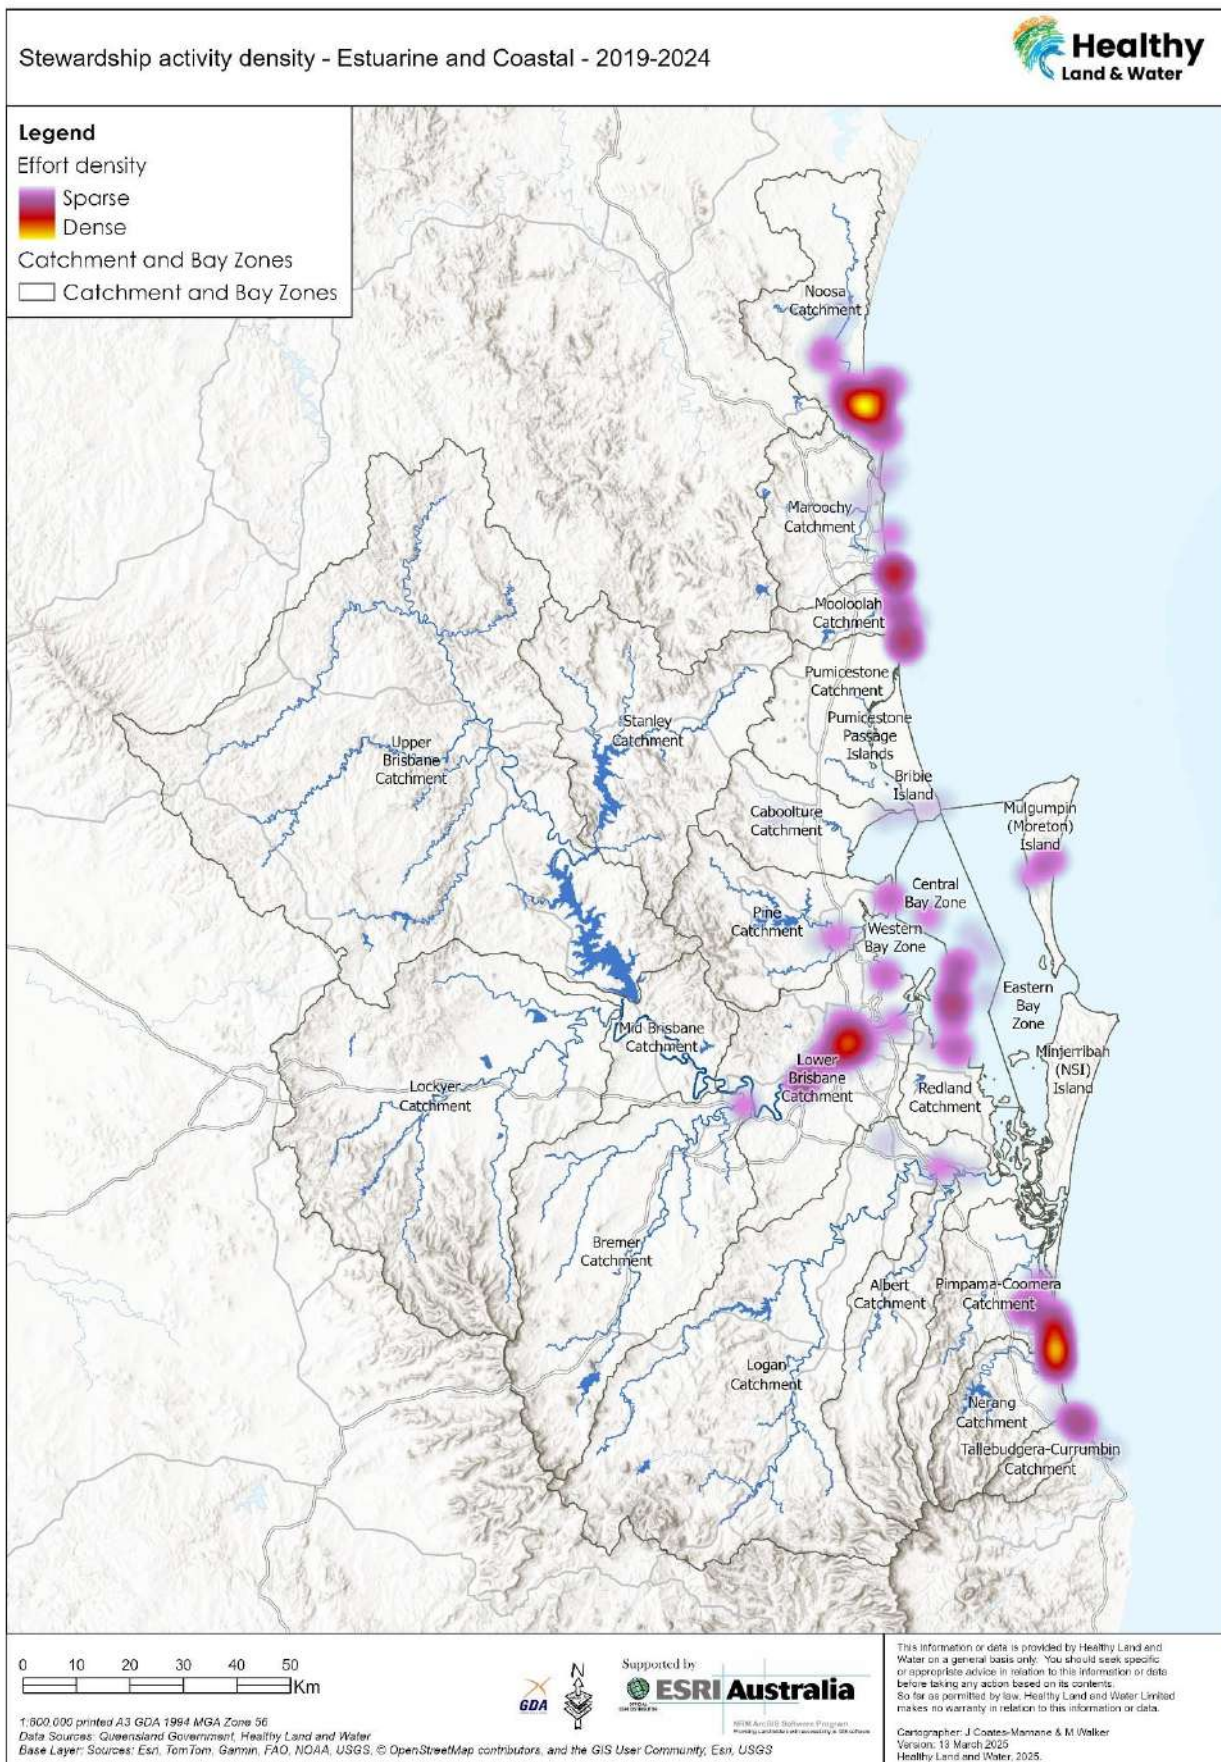 Stewardship activity density - Estuarine and Coastal - 2019-2024
Healthy
Land & Water
Legend
Effort density
Sparse
Dense
Catchment and Bay Zones
Catchment and Bay Zones
Noosa
Catchment
Maroochy
Catchment
Mooloolah
Catchment
Pumicestone
Catchment
Pumicestone
Passage
Islands
Stanley
Catchment
Upper
Brisbane
Catchment
Bribie
Island
Caboolture
Catchment
Mulgumpin
(Moreton)
Island
Central
Bay Zone
Pine
Catchment
Western
Bay Zone
Eastern
Bay
Zone
Mid Brisbane
Catchment
Lower
Brisbane
Catchment
Minjerribah
(NSI)
Island
Lockyer
Catchment
Redland
Catchment
Bremer
Catchment
Albert
Catchment
Pimpama-Coomera
Catchment
Logan
Catchment
Nerang
Catchment
Tallebudgera-Currumbin
Catchment
0 10 20 30 40 50
Km
1:800,000 printed A3 GDA 1994 MGA Zone 56
Data Sources: Queensland Government, Healthy Land and Water
Base Layer: Sources: Esri, TomTom, Garmin, FAO, NOAA, USGS, © OpenStreetMap contributors, and the GIS User Community, Esri, USGS
GDA
N
Supported by
ESRI Australia
NRM ArcGIS Software Program
This information or data is provided by Healthy Land and
Water on a general basis only. You should seek specific
or appropriate advice in relation to this information or data
before taking any action based on its contents.
So far as permitted by law, Healthy Land and Water Limited
makes no warranty in relation to this information or data.
Cartographer: J Coates-Marnane & M Walker
Version: 13 March 2025
Healthy Land and Water, 2025.